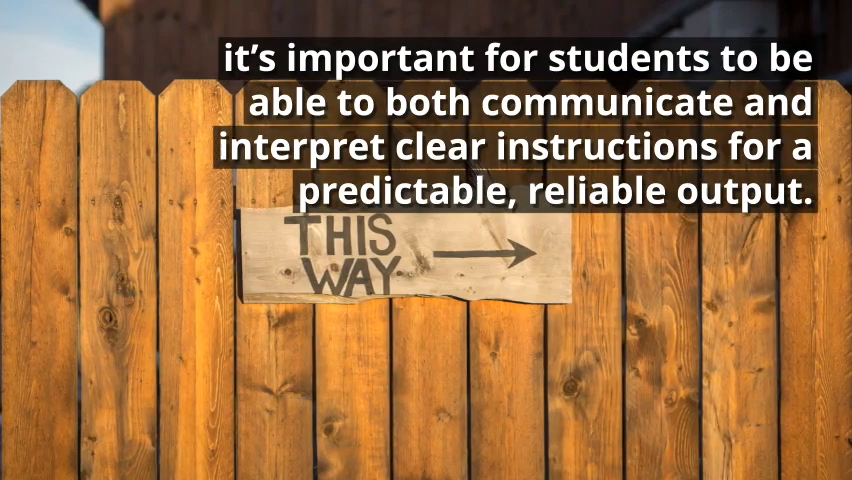 it’s important for students to be
able to both communicate and
interpret clear instructions for a
predictable, reliable output.
THIS
WAY